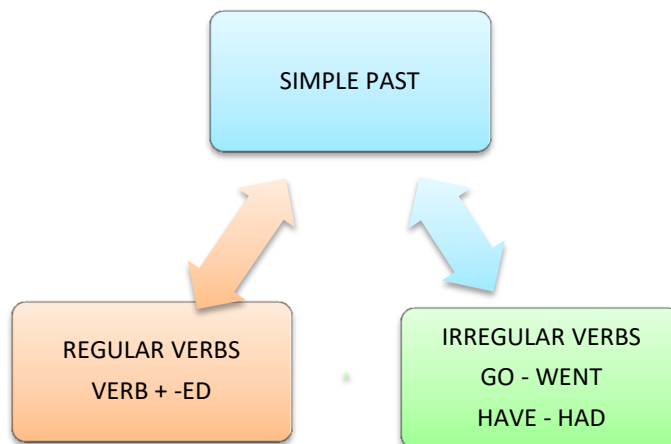 SIMPLE PAST
REGULAR VERBS
VERB + -ED
IRREGULAR VERBS
GO - WENT
HAVE - HAD